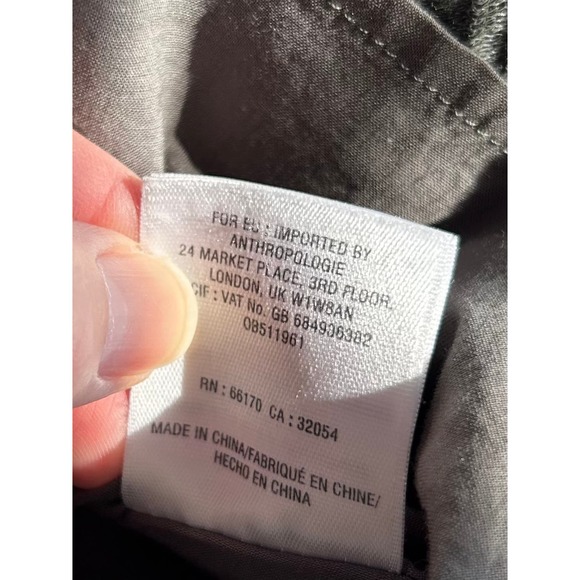 FOR EU : IMPORTED BY
ANTHROPOLOGIE
24 MARKET PLACE, 3RD FLOOR,
LONDON, UK W1W8AN
CIF : VAT No. GB 684936382
08511961
RN : 66170 CA : 32054
MADE IN CHINA/FABRIQUÉ EN CHINE/
HECHO EN CHINA